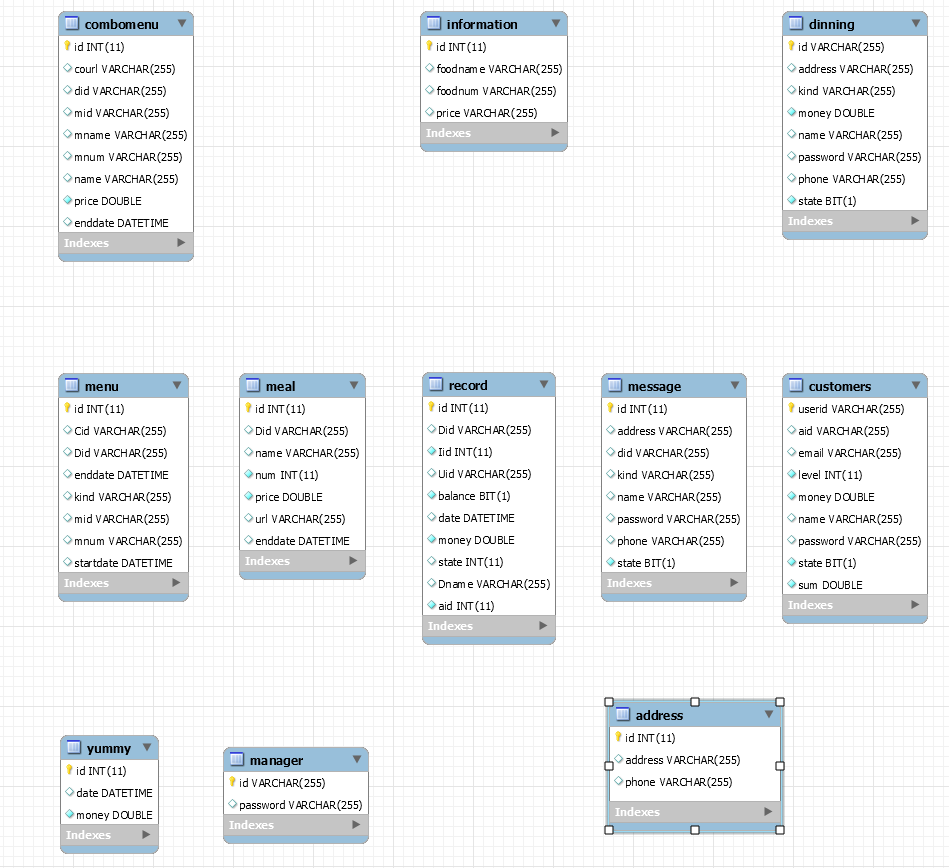 combomenu
id INT(11)
courl VARCHAR(255)
did VARCHAR(255)
mid VARCHAR(255)
mname VARCHAR(255)
mnum VARCHAR(255)
name VARCHAR(255)
price DOUBLE
enddate DATETIME
Indexes
information
id INT(11)
foodname VARCHAR(255)
foodnum VARCHAR(255)
price VARCHAR(255)
Indexes
dinning
id VARCHAR(255)
address VARCHAR(255)
kind VARCHAR(255)
money DOUBLE
name VARCHAR(255)
password VARCHAR(255)
phone VARCHAR(255)
state BIT(1)
Indexes
menu
id INT(11)
Cid VARCHAR(255)
Did VARCHAR(255)
enddate DATETIME
kind VARCHAR(255)
mid VARCHAR(255)
mnum VARCHAR(255)
startdate DATETIME
Indexes
meal
id INT(11)
Did VARCHAR(255)
name VARCHAR(255)
num INT(11)
price DOUBLE
url VARCHAR(255)
enddate DATETIME
Indexes
record
id INT(11)
Did VARCHAR(255)
Iid INT(11)
Uid VARCHAR(255)
balance BIT(1)
date DATETIME
money DOUBLE
state INT(11)
Dname VARCHAR(255)
aid INT(11)
Indexes
message
id INT(11)
address VARCHAR(255)
did VARCHAR(255)
kind VARCHAR(255)
name VARCHAR(255)
password VARCHAR(255)
phone VARCHAR(255)
state BIT(1)
Indexes
customers
userid VARCHAR(255)
aid VARCHAR(255)
email VARCHAR(255)
level INT(11)
money DOUBLE
name VARCHAR(255)
password VARCHAR(255)
state BIT(1)
sum DOUBLE
Indexes
yummy
id INT(11)
date DATETIME
money DOUBLE
Indexes
manager
id VARCHAR(255)
password VARCHAR(255)
Indexes
address
id INT(11)
address VARCHAR(255)
phone VARCHAR(255)
Indexes